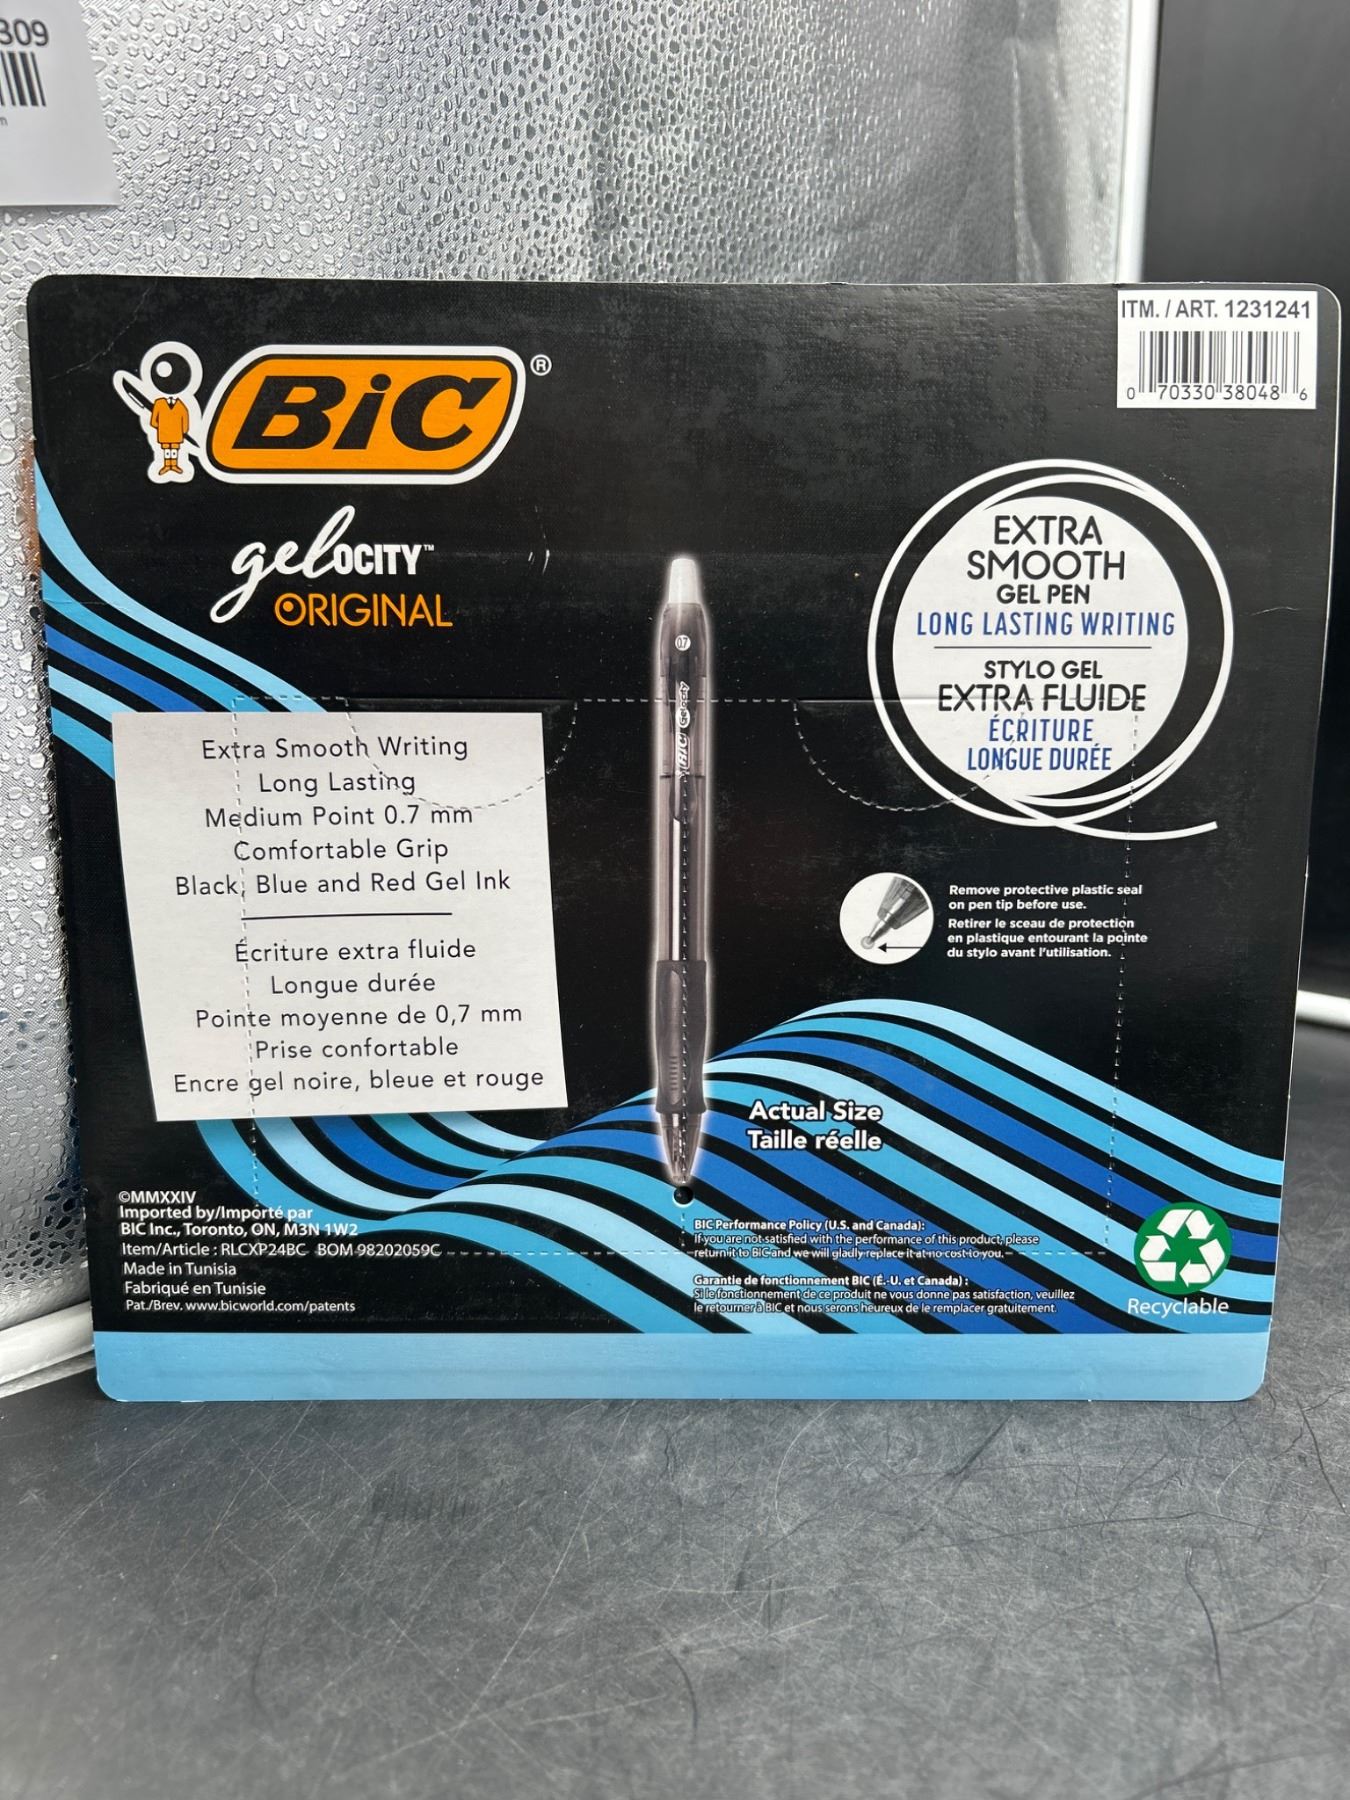 309
ITM. / ART. 1231241
0 70330 38048 6
BiC®
gelOCITY™
ORIGINAL
EXTRA
SMOOTH
GEL PEN
LONG LASTING WRITING
STYLO GEL
EXTRA FLUIDE
ÉCRITURE
LONGUE DURÉE
0.7
BiC Gelocity
Extra Smooth Writing
Long Lasting
Medium Point 0.7 mm
Comfortable Grip
Black, Blue and Red Gel Ink
Écriture extra fluide
Longue durée
Pointe moyenne de 0,7 mm
Prise confortable
Encre gel noire, bleue et rouge
Remove protective plastic seal
on pen tip before use.
Retirer le sceau de protection
en plastique entourant la pointe
du stylo avant l'utilisation.
Actual Size
Taille réelle
©MMXXIV
Imported by/Importé par
BIC Inc., Toronto, ON, M3N 1W2
Item/Article : RLCXP24BC BOM 98202059C
Made in Tunisia
Fabriqué en Tunisie
Pat./Brev. www.bicworld.com/patents
BIC Performance Policy (U.S. and Canada):
If you are not satisfied with the performance of this product, please
return it to BIC and we will gladly replace it at no cost to you.
Garantie de fonctionnement BIC (É.-U. et Canada) :
Si le fonctionnement de ce produit ne vous donne pas satisfaction, veuillez
le retourner à BIC et nous serons heureux de le remplacer gratuitement.
Recyclable